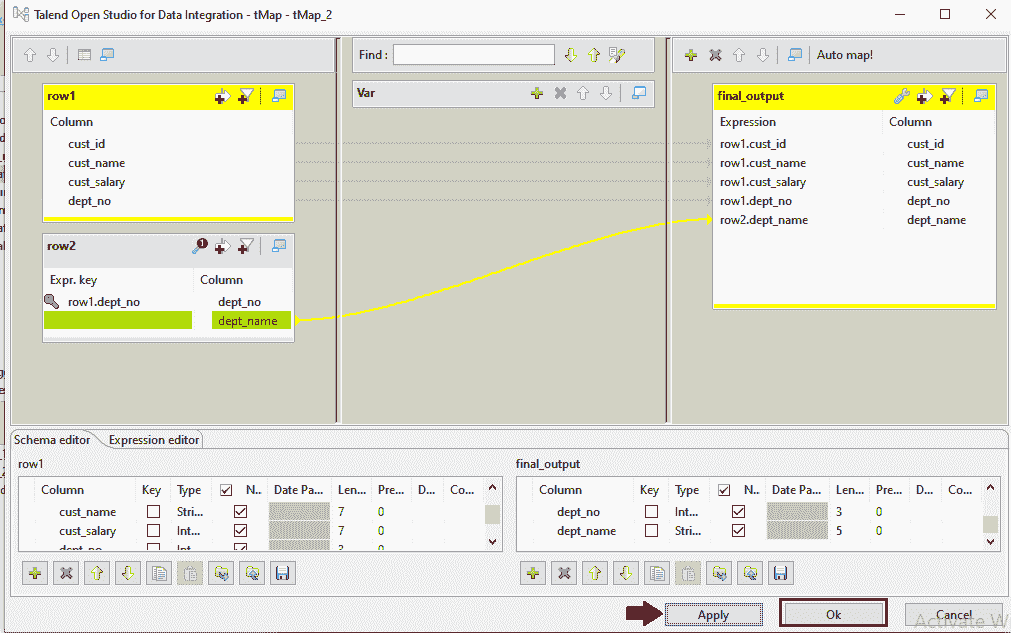 Talend Open Studio for Data Integration - tMap - tMap_2
Find :
Auto map!
row1
Column
cust_id
cust_name
cust_salary
dept_no
row2
Expr. key Column
row1.dept_no dept_no
dept_name
Var
final_output
Expression Column
row1.cust_id cust_id
row1.cust_name cust_name
row1.cust_salary cust_salary
row1.dept_no dept_no
row2.dept_name dept_name
Schema editor Expression editor
row1
Column Key Type N.. Date Pa... Len... Pre... D... Co...
cust_name Stri... 7 0
cust_salary Int... 7 0
dept_no Int
final_output
Column Key Type N.. Date Pa... Len... Pre... D... Co...
dept_no Int... 3 0
dept_name Stri... 5 0
Apply Ok Cancel
Activate W